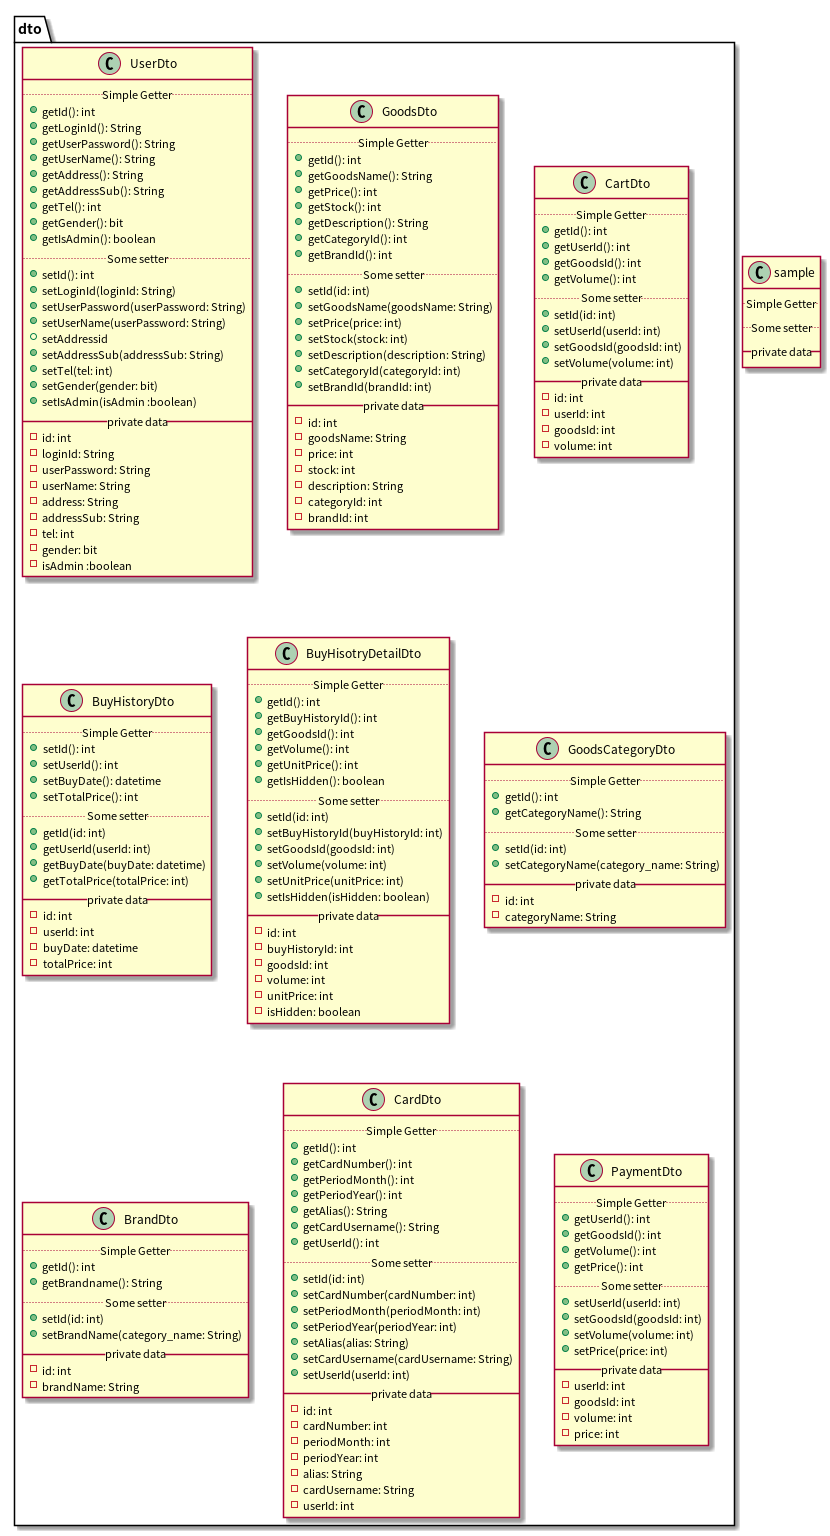 dto
UserDto
Simple Getter
getId(): int
getLoginId(): String
getUserPassword(): String
getUserName(): String
getAddress(): String
getAddressSub(): String
getTel(): int
getGender(): bit
getIsAdmin(): boolean
Some setter
setId(): int
setLoginId(loginId: String)
setUserPassword(userPassword: String)
setUserName(userPassword: String)
setAddressid
setAddressSub(addressSub: String)
setTel(tel: int)
setGender(gender: bit)
setIsAdmin(isAdmin :boolean)
private data
id: int
loginId: String
userPassword: String
userName: String
address: String
addressSub: String
tel: int
gender: bit
isAdmin :boolean
GoodsDto
Simple Getter
getId(): int
getGoodsName(): String
getPrice(): int
getStock(): int
getDescription(): String
getCategoryId(): int
getBrandId(): int
Some setter
setId(id: int)
setGoodsName(goodsName: String)
setPrice(price: int)
setStock(stock: int)
setDescription(description: String)
setCategoryId(categoryId: int)
setBrandId(brandId: int)
private data
id: int
goodsName: String
price: int
stock: int
description: String
categoryId: int
brandId: int
CartDto
Simple Getter
getId(): int
getUserId(): int
getGoodsId(): int
getVolume(): int
Some setter
setId(id: int)
setUserId(userId: int)
setGoodsId(goodsId: int)
setVolume(volume: int)
private data
id: int
userId: int
goodsId: int
volume: int
sample
Simple Getter
Some setter
private data
BuyHistoryDto
Simple Getter
setId(): int
setUserId(): int
setBuyDate(): datetime
setTotalPrice(): int
Some setter
getId(id: int)
getUserId(userId: int)
getBuyDate(buyDate: datetime)
getTotalPrice(totalPrice: int)
private data
id: int
userId: int
buyDate: datetime
totalPrice: int
BuyHisotryDetailDto
Simple Getter
getId(): int
getBuyHistoryId(): int
getGoodsId(): int
getVolume(): int
getUnitPrice(): int
getIsHidden(): boolean
Some setter
setId(id: int)
setBuyHistoryId(buyHistoryId: int)
setGoodsId(goodsId: int)
setVolume(volume: int)
setUnitPrice(unitPrice: int)
setIsHidden(isHidden: boolean)
private data
id: int
buyHistoryId: int
goodsId: int
volume: int
unitPrice: int
isHidden: boolean
GoodsCategoryDto
Simple Getter
getId(): int
getCategoryName(): String
Some setter
setId(id: int)
setCategoryName(category_name: String)
private data
id: int
categoryName: String
BrandDto
Simple Getter
getId(): int
getBrandname(): String
Some setter
setId(id: int)
setBrandName(category_name: String)
private data
id: int
brandName: String
CardDto
Simple Getter
getId(): int
getCardNumber(): int
getPeriodMonth(): int
getPeriodYear(): int
getAlias(): String
getCardUsername(): String
getUserId(): int
Some setter
setId(id: int)
setCardNumber(cardNumber: int)
setPeriodMonth(periodMonth: int)
setPeriodYear(periodYear: int)
setAlias(alias: String)
setCardUsername(cardUsername: String)
setUserId(userId: int)
private data
id: int
cardNumber: int
periodMonth: int
periodYear: int
alias: String
cardUsername: String
userId: int
PaymentDto
Simple Getter
getUserId(): int
getGoodsId(): int
getVolume(): int
getPrice(): int
Some setter
setUserId(userId: int)
setGoodsId(goodsId: int)
setVolume(volume: int)
setPrice(price: int)
private data
userId: int
goodsId: int
volume: int
price: int